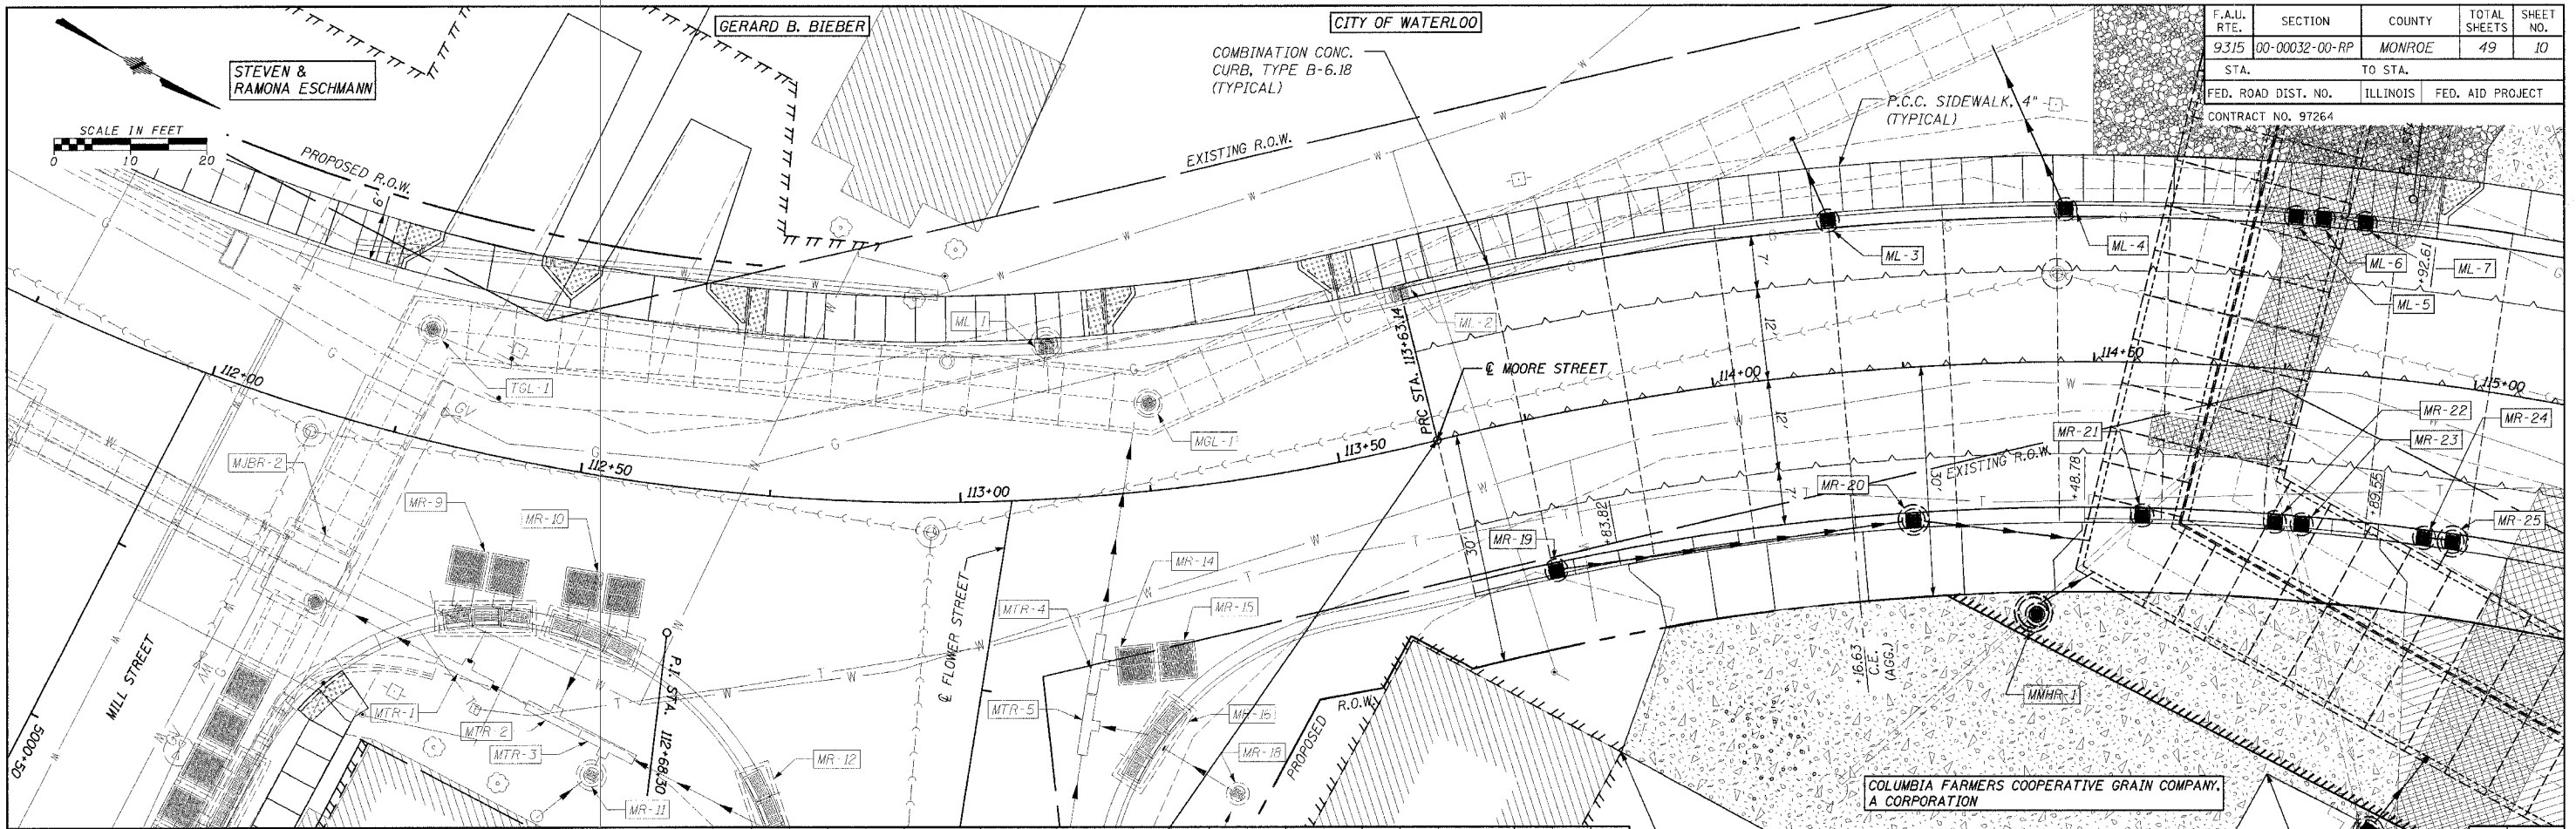 GERARD B. BIEBER
CITY OF WATERLOO
STEVEN &
RAMONA ESCHMANN
SCALE IN FEET
0 10 20
COMBINATION CONC.
CURB, TYPE B-6.18
(TYPICAL)
P.C.C. SIDEWALK, 4"
(TYPICAL)
F.A.U. RTE. SECTION COUNTY TOTAL SHEETS SHEET NO.
9315 00-00032-00-RP MONROE 49 10
STA. TO STA.
FED. ROAD DIST. NO. ILLINOIS FED. AID PROJECT
CONTRACT NO. 97264
PROPOSED R.O.W.
EXISTING R.O.W.
ML-1
ML-2
ML-3
ML-4
ML-6
ML-7
ML-5
+92.61
TGL-1
MGL-1
112+00
112+50
113+00
113+50
114+00
114+50
115+00
PRC STA. 113+63.14
℄ MOORE STREET
7'
12'
12'
7'
30'
30'
MJBR-2
MR-9
MR-10
MR-14
MTR-4
MR-15
MTR-5
MR-16
MR-18
MR-19
MR-20
MR-21
MR-22
MR-23
MR-24
MR-25
EXISTING R.O.W.
+83.82
+48.78
+89.55
+16.63
C.E.
(AGG.)
MTR-1
MTR-2
MTR-3
MR-11
MR-12
MMHR-1
MILL STREET
℄ FLOWER STREET
P.I. STA. 112+68.30
PROPOSED R.O.W.
5000+50
COLUMBIA FARMERS COOPERATIVE GRAIN COMPANY,
A CORPORATION